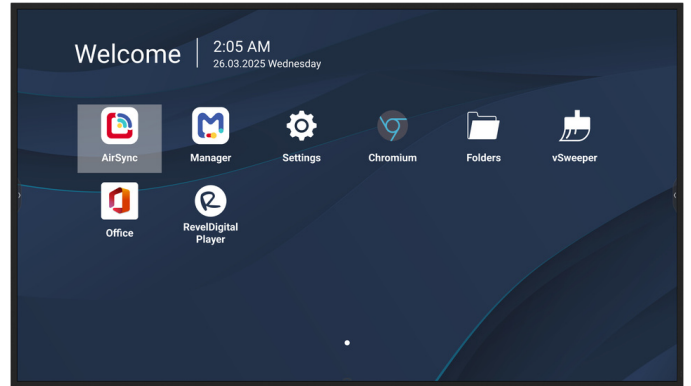 Welcome
2:05 AM
26.03.2025 Wednesday
AirSync
Manager
Settings
Chromium
Folders
vSweeper
Office
RevelDigital
Player